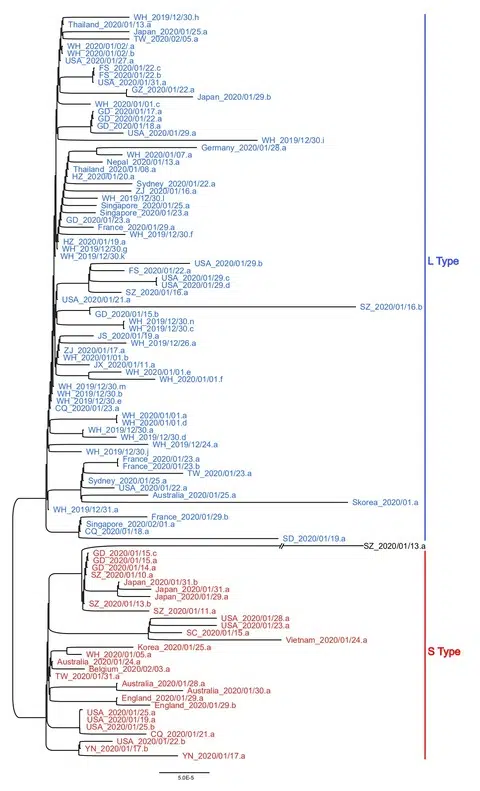 WH_2019/12/30.h
Thailand_2020/01/13.a
Japan_2020/01/25.a
TW_2020/02/05.a
WH_2020/01/02/.a
WH_2020/01/02/.b
USA_2020/01/27.a
FS_2020/01/22.c
FS_2020/01/22.b
USA_2020/01/31.a
GZ_2020/01/22.a
Japan_2020/01/29.b
WH_2020/01/01.c
GD_2020/01/17.a
GD_2020/01/22.a
GD_2020/01/18.a
USA_2020/01/29.a
WH_2019/12/30.i
Germany_2020/01/28.a
WH_2020/01/07.a
Nepal_2020/01/13.a
Thailand_2020/01/08.a
HZ_2020/01/20.a
Sydney_2020/01/22.a
ZJ_2020/01/16.a
WH_2019/12/30.l
Singapore_2020/01/25.a
Singapore_2020/01/23.a
GD_2020/01/23.a
France_2020/01/29.a
WH_2019/12/30.f
HZ_2020/01/19.a
WH_2019/12/30.g
WH_2019/12/30.k
USA_2020/01/29.b
FS_2020/01/22.a
USA_2020/01/29.c
USA_2020/01/29.d
SZ_2020/01/16.a
USA_2020/01/21.a
SZ_2020/01/16.b
GD_2020/01/15.b
WH_2019/12/30.n
WH_2019/12/30.c
JS_2020/01/19.a
WH_2019/12/26.a
ZJ_2020/01/17.a
WH_2020/01/01.b
JX_2020/01/11.a
WH_2020/01/01.e
WH_2020/01/01.f
WH_2019/12/30.m
WH_2019/12/30.b
WH_2019/12/30.e
CQ_2020/01/23.a
WH_2020/01/01.a
WH_2020/01/01.d
WH_2019/12/30.a
WH_2019/12/30.d
WH_2019/12/24.a
WH_2019/12/30.j
France_2020/01/23.a
France_2020/01/23.b
TW_2020/01/23.a
Sydney_2020/01/25.a
USA_2020/01/22.a
Australia_2020/01/25.a
Skorea_2020/01.a
WH_2019/12/31.a
France_2020/01/29.b
Singapore_2020/02/01.a
CQ_2020/01/18.a
SD_2020/01/19.a
L Type
SZ_2020/01/13.a
GD_2020/01/15.c
GD_2020/01/15.a
GD_2020/01/14.a
SZ_2020/01/10.a
Japan_2020/01/31.b
Japan_2020/01/31.a
Japan_2020/01/29.a
SZ_2020/01/13.b
SZ_2020/01/11.a
USA_2020/01/28.a
USA_2020/01/23.a
SC_2020/01/15.a
Vietnam_2020/01/24.a
Korea_2020/01/25.a
WH_2020/01/05.a
Australia_2020/01/24.a
Belgium_2020/02/03.a
TW_2020/01/31.a
Australia_2020/01/28.a
Australia_2020/01/30.a
England_2020/01/29.a
England_2020/01/29.b
USA_2020/01/25.a
USA_2020/01/19.a
USA_2020/01/25.b
CQ_2020/01/21.a
USA_2020/01/22.b
YN_2020/01/17.b
YN_2020/01/17.a
S Type
5.0E-5